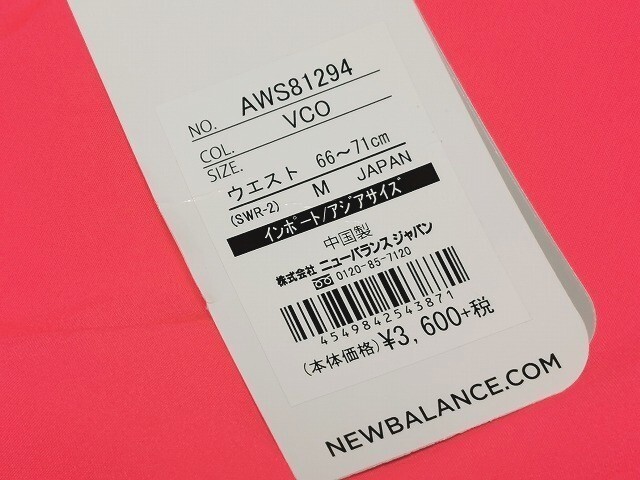 NO. AWS81294
COL. VCO
SIZE.
ウエスト 66～71cm
(SWR-2) M JAPAN
インポート/アジアサイズ
中国製
株式会社 ニューバランス ジャパン
0120-85-7120
4549842543871
(本体価格) ¥3,600+税
NEWBALANCE.COM